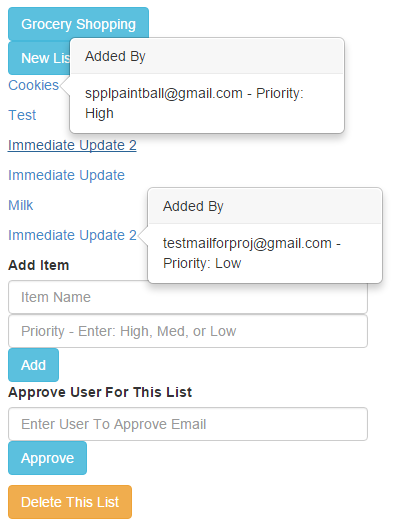 Grocery Shopping
New Lis
Added By
spplpaintball@gmail.com - Priority:
High
Cookies
Test
Immediate Update 2
Immediate Update
Milk
Immediate Update 2
Added By
testmailforproj@gmail.com -
Priority: Low
Add Item
Item Name
Priority - Enter: High, Med, or Low
Add
Approve User For This List
Enter User To Approve Email
Approve
Delete This List